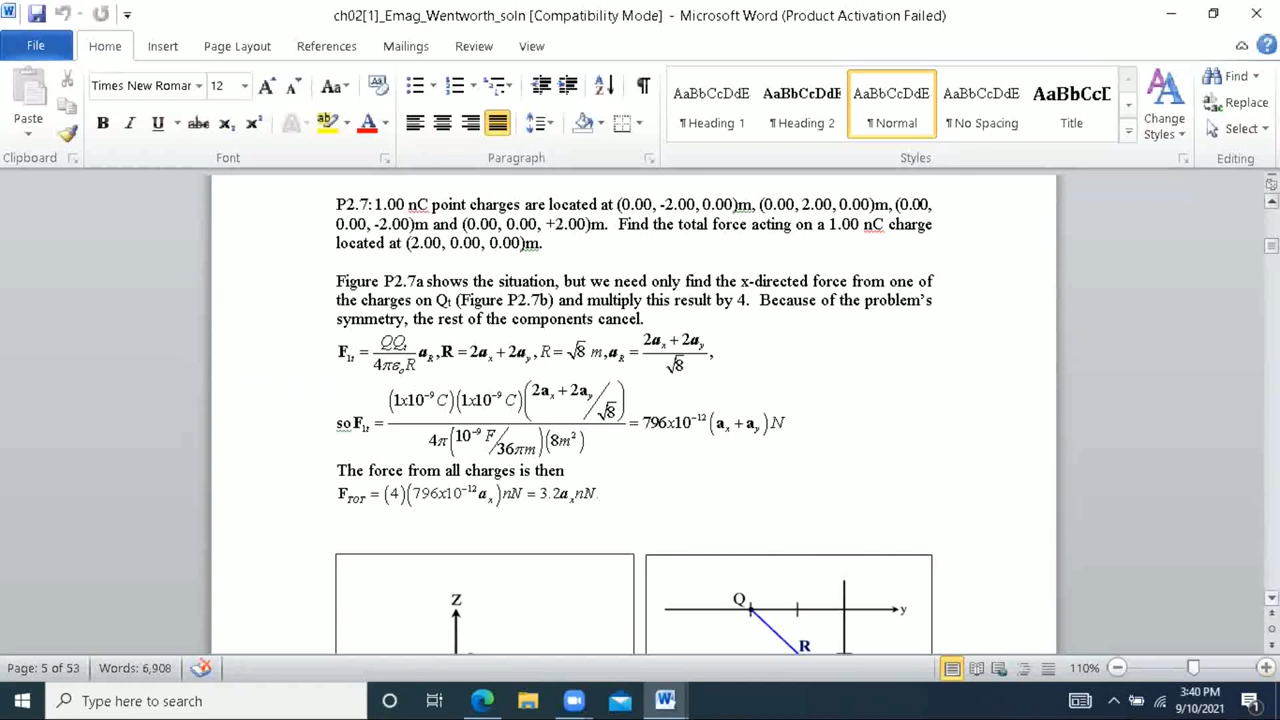 ch02[1]_Emag_Wentworth_soln [Compatibility Mode] - Microsoft Word (Product Activation Failed)
File Home Insert Page Layout References Mailings Review View
Paste
Times New Romar 12
Aa
B I U abc X₂ X² A A
¶
AaBbCcDdE AaBbCcDdE AaBbCcDdE AaBbCcDdE AaBbCcD
¶ Heading 1 ¶ Heading 2 ¶ Normal ¶ No Spacing Title
Change Styles
Find
Replace
Select
Clipboard Font Paragraph Styles Editing
P2.7: 1.00 nC point charges are located at (0.00, -2.00, 0.00)m, (0.00, 2.00, 0.00)m, (0.00,
0.00, -2.00)m and (0.00, 0.00, +2.00)m. Find the total force acting on a 1.00 nC charge
located at (2.00, 0.00, 0.00)m.
Figure P2.7a shows the situation, but we need only find the x-directed force from one of
the charges on Qt (Figure P2.7b) and multiply this result by 4. Because of the problem's
symmetry, the rest of the components cancel.
F₁t = QQt / 4πεoR aR, R = 2ax + 2ay, R = √8 m, aR = 2ax + 2ay / √8,
so F₁t = (1x10⁻⁹ C)(1x10⁻⁹ C)(2ax + 2ay / √8) / 4π(10⁻⁹ F / 36πm)(8m²) = 796x10⁻¹² (ax + ay) N
The force from all charges is then
FTOT = (4)(796x10⁻¹² ax) nN = 3.2ax nN.
Z
Q
y
R
Page: 5 of 53 Words: 6,908 110%
Type here to search
3:40 PM
9/10/2021
1